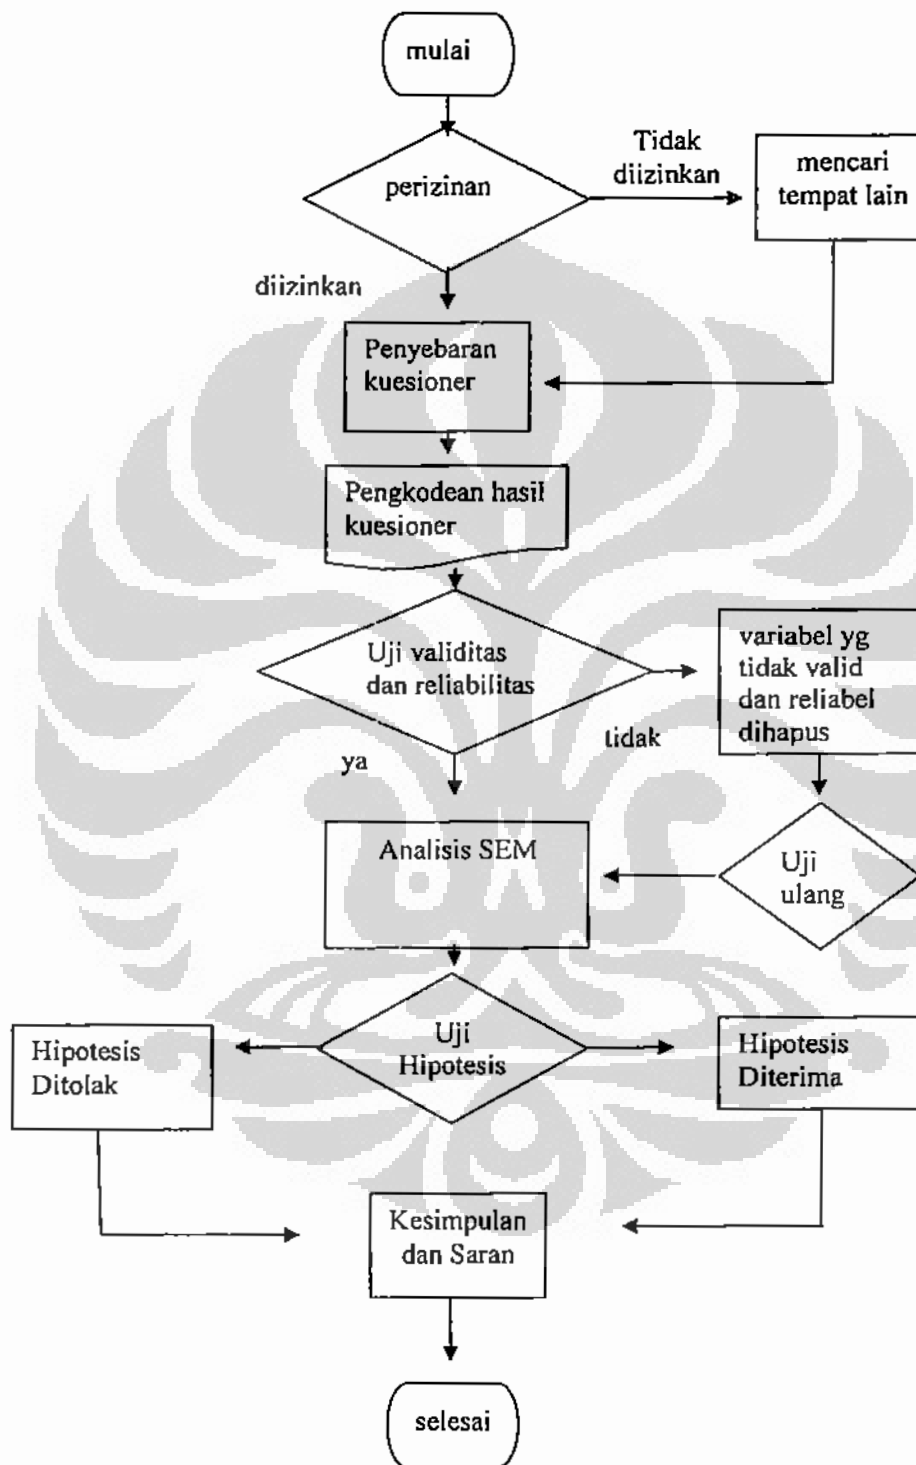 mulai
perizinan
Tidak
diizinkan
mencari
tempat lain
diizinkan
Penyebaran
kuesioner
Pengkodean hasil
kuesioner
Uji validitas
dan reliabilitas
variabel yg
tidak valid
dan reliabel
dihapus
tidak
ya
Analisis SEM
Uji
ulang
Uji
Hipotesis
Hipotesis
Ditolak
Hipotesis
Diterima
Kesimpulan
dan Saran
selesai